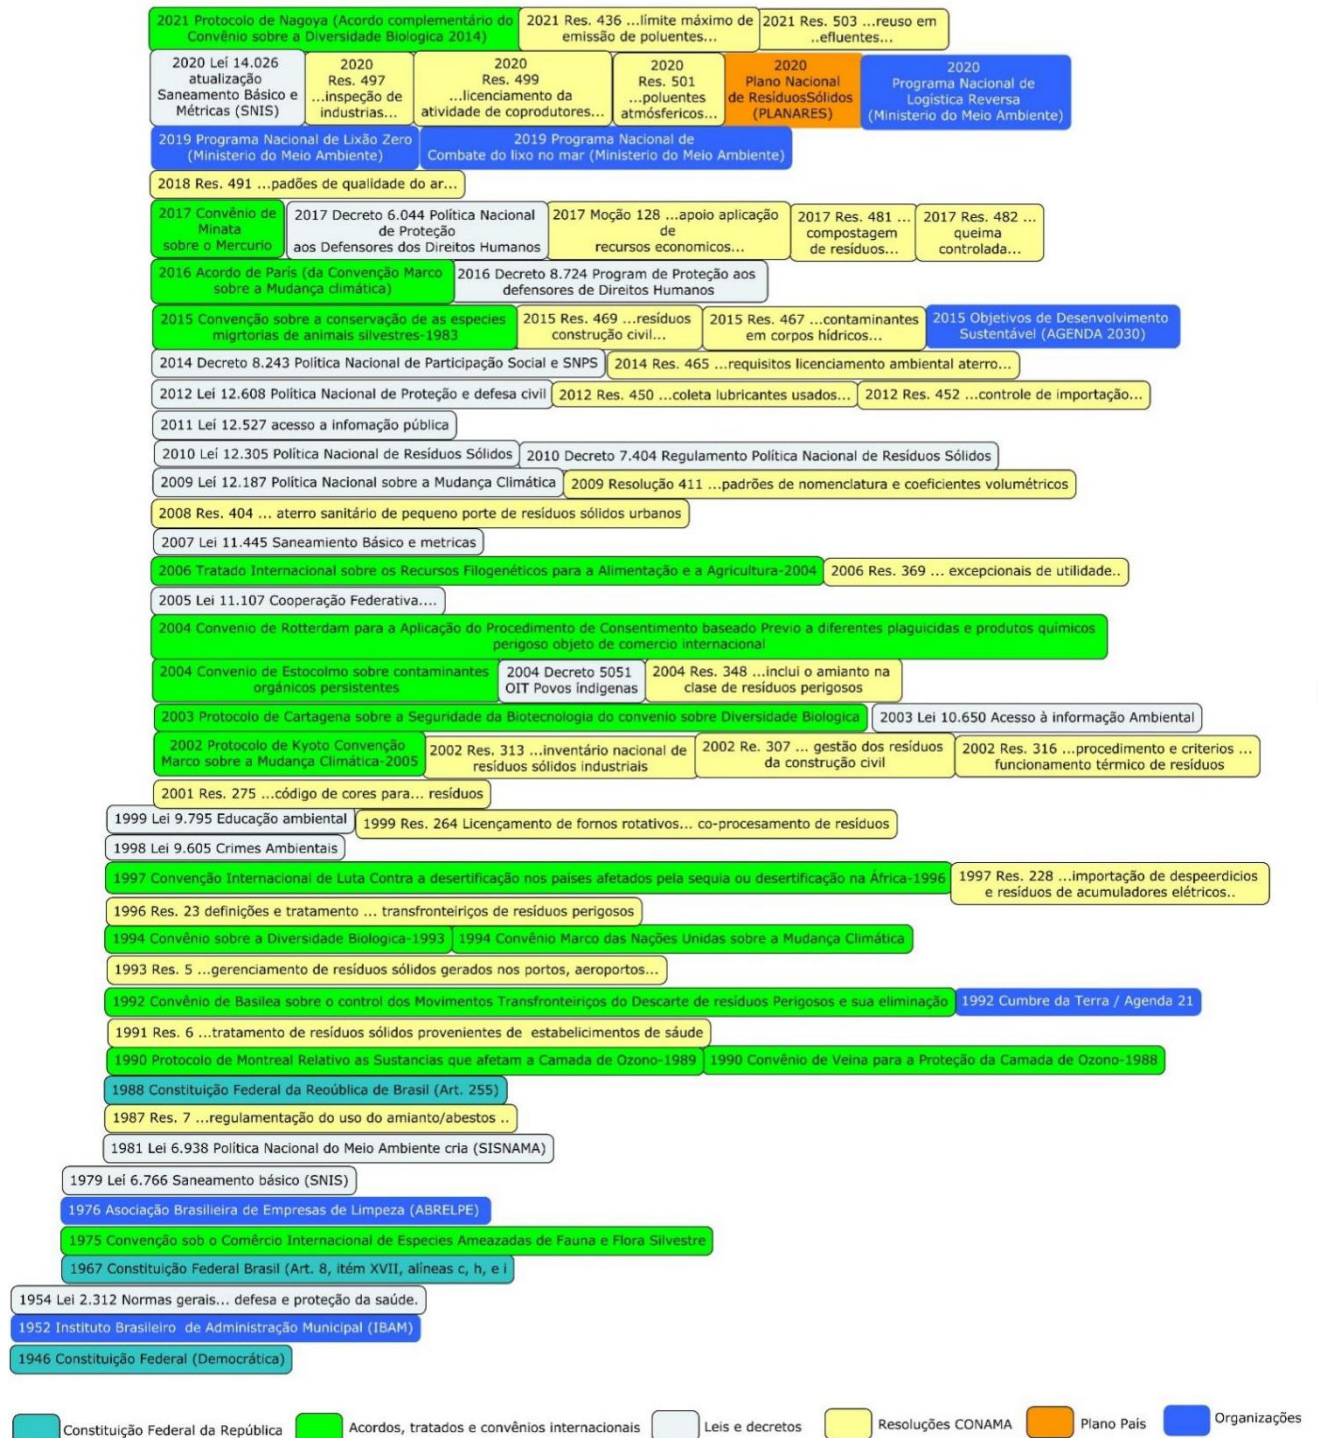 2021 Protocolo de Nagoya (Acordo complementário do
Convênio sobre a Diversidade Biologica 2014)
2021 Res. 436 ...límite máximo de
emissão de poluentes...
2021 Res. 503 ...reuso em
..efluentes...
2020 Leí 14.026
atualização
Saneamento Básico e
Métricas (SNIS)
2020
Res. 497
...inspeção de
industrias...
2020
Res. 499
...licenciamento da
atividade de coprodutores...
2020
Res. 501
...poluentes
atmósfericos...
2020
Plano Nacional
de ResíduosSólidos
(PLANARES)
2020
Programa Nacional de
Logística Reversa
(Ministerio do Meio Ambiente)
2019 Programa Nacional de Lixão Zero
(Ministerio do Meio Ambiente)
2019 Programa Nacional de
Combate do lixo no mar (Ministerio do Meio Ambiente)
2018 Res. 491 ...padões de qualidade do ar...
2017 Convênio de
Minata
sobre o Mercurio
2017 Decreto 6.044 Política Nacional
de Proteção
aos Defensores dos Direitos Humanos
2017 Moção 128 ...apoio aplicação
de
recursos economicos...
2017 Res. 481 ...
compostagem
de resíduos...
2017 Res. 482 ...
queima
controlada...
2016 Acordo de París (da Convenção Marco
sobre a Mudança climática)
2016 Decreto 8.724 Program de Proteção aos
defensores de Direitos Humanos
2015 Convenção sobre a conservação de as especies
migrtorias de animais silvestres-1983
2015 Res. 469 ...resíduos
construção civil...
2015 Res. 467 ...contaminantes
em corpos hídricos...
2015 Objetivos de Desenvolvimento
Sustentável (AGENDA 2030)
2014 Decreto 8.243 Política Nacional de Participação Social e SNPS
2014 Res. 465 ...requisitos licenciamento ambiental aterro...
2012 Lei 12.608 Política Nacional de Proteção e defesa civil
2012 Res. 450 ...coleta lubricantes usados...
2012 Res. 452 ...controle de importação...
2011 Leí 12.527 acesso a infomação pública
2010 Leí 12.305 Política Nacional de Resíduos Sólidos
2010 Decreto 7.404 Regulamento Política Nacional de Resíduos Sólidos
2009 Leí 12.187 Política Nacional sobre a Mudança Climática
2009 Resolução 411 ...padrões de nomenclatura e coeficientes volumétricos
2008 Res. 404 ... aterro sanitário de pequeno porte de resíduos sólidos urbanos
2007 Lei 11.445 Saneamiento Básico e metricas
2006 Tratado Internacional sobre os Recursos Filogenéticos para a Alimentação e a Agricultura-2004
2006 Res. 369 ... excepcionais de utilidade..
2005 Lei 11.107 Cooperação Federativa....
2004 Convenio de Rotterdam para a Aplicação do Procedimento de Consentimento baseado Previo a diferentes plaguicidas e produtos químicos
perigoso objeto de comercio internacional
2004 Convenio de Estocolmo sobre contaminantes
orgánicos persistentes
2004 Decreto 5051
OIT Povos índigenas
2004 Res. 348 ...inclui o amianto na
clase de resíduos perigosos
2003 Protocolo de Cartagena sobre a Seguridade da Biotecnologia do convenio sobre Diversidade Biologica
2003 Lei 10.650 Acesso à informação Ambiental
2002 Protocolo de Kyoto Convenção
Marco sobre a Mudança Climática-2005
2002 Res. 313 ...inventário nacional de
resíduos sólidos industriais
2002 Re. 307 ... gestão dos resíduos
da construção civil
2002 Res. 316 ...procedimento e criterios ...
funcionamento térmico de resíduos
2001 Res. 275 ...código de cores para... resíduos
1999 Lei 9.795 Educação ambiental
1999 Res. 264 Licençamento de fornos rotativos... co-procesamento de resíduos
1998 Lei 9.605 Crimes Ambientais
1997 Convenção Internacional de Luta Contra a desertificação nos países afetados pela sequia ou desertificação na África-1996
1997 Res. 228 ...importação de despeerdicios
e resíduos de acumuladores elétricos..
1996 Res. 23 definições e tratamento ... transfronteiriços de resíduos perigosos
1994 Convênio sobre a Diversidade Biologica-1993
1994 Convênio Marco das Nações Unidas sobre a Mudança Climática
1993 Res. 5 ...gerenciamento de resíduos sólidos gerados nos portos, aeroportos...
1992 Convênio de Basilea sobre o control dos Movimentos Transfronteiriços do Descarte de resíduos Perigosos e sua eliminação
1992 Cumbre da Terra / Agenda 21
1991 Res. 6 ...tratamento de resíduos sólidos provenientes de estabelicimentos de sáude
1990 Protocolo de Montreal Relativo as Sustancias que afetam a Camada de Ozono-1989
1990 Convênio de Veina para a Proteção da Camada de Ozono-1988
1988 Constituição Federal da Reoública de Brasil (Art. 255)
1987 Res. 7 ...regulamentação do uso do amianto/abestos ..
1981 Lei 6.938 Política Nacional do Meio Ambiente cria (SISNAMA)
1979 Leí 6.766 Saneamento básico (SNIS)
1976 Asociação Brasilieira de Empresas de Limpeza (ABRELPE)
1975 Convenção sob o Comêrcio Internacional de Especies Ameazadas de Fauna e Flora Silvestre
1967 Constituição Federal Brasil (Art. 8, itém XVII, alíneas c, h, e i
1954 Lei 2.312 Normas gerais... defesa e proteção da saúde.
1952 Instituto Brasileiro de Administração Municipal (IBAM)
1946 Constituição Federal (Democrática)
Constituição Federal da República
Acordos, tratados e convênios internacionais
Leis e decretos
Resoluções CONAMA
Plano País
Organizações